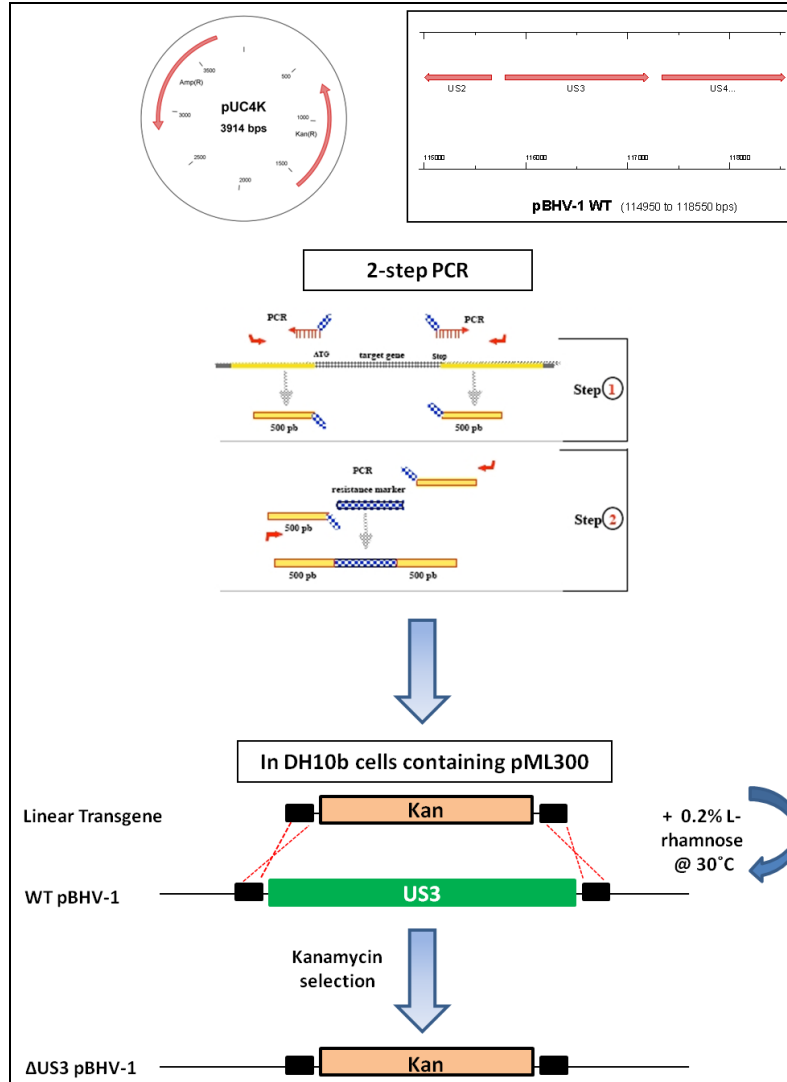 3500
500
Amp(R)
pUC4K
3914 bps
3000
1000
Kan(R)
2500
1500
2000
US2
US3
US4...
115000
116000
117000
118000
pBHV-1 WT (114950 to 118550 bps)
2-step PCR
PCR
PCR
ATG
target gene
Stop
500 pb
500 pb
Step 1
PCR
resistance marker
500 pb
Step 2
500 pb
500 pb
In DH10b cells containing pML300
Linear Transgene
Kan
+ 0.2% L-
rhamnose
@ 30˚C
WT pBHV-1
US3
Kanamycin
selection
ΔUS3 pBHV-1
Kan